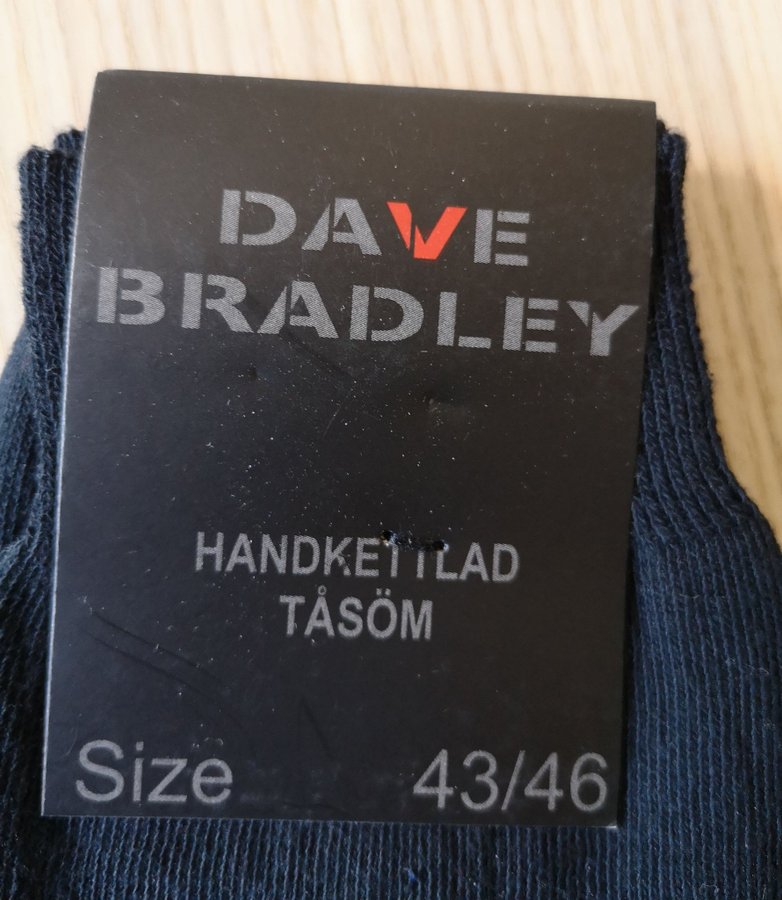 DAVE
BRADLEY
HANDKETTLAD
TÅSÖM
Size 43/46